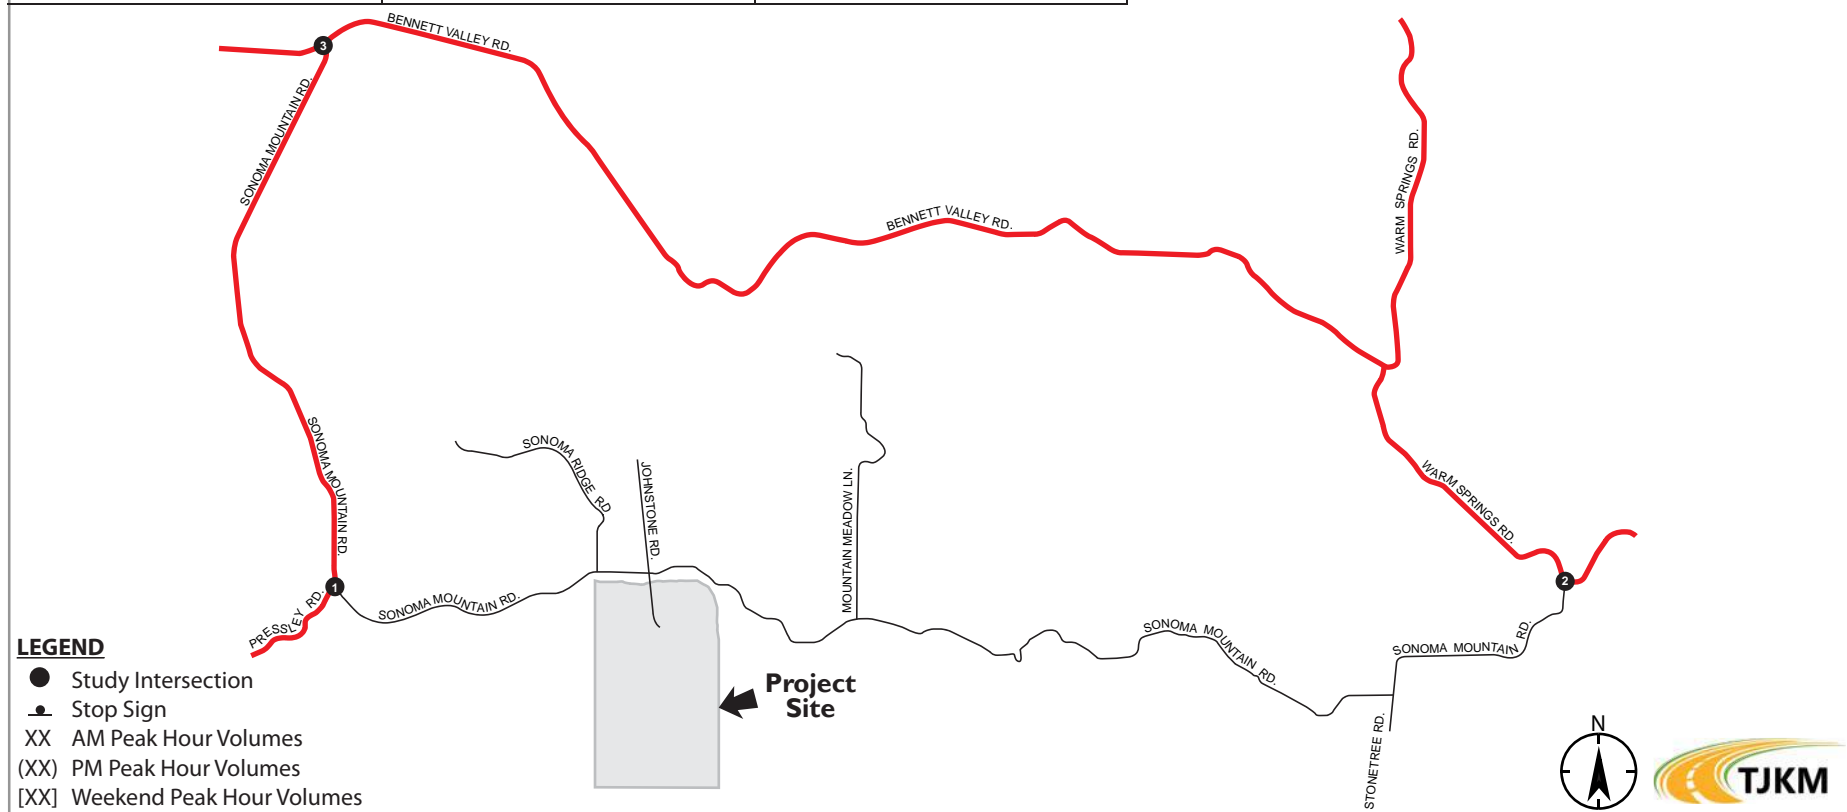 3
BENNETT VALLEY RD.
SONOMA MOUNTAIN RD.
WARM SPRINGS RD.
BENNETT VALLEY RD.
SONOMA MOUNTAIN RD.
SONOMA RIDGE RD
JOHNSTONE RD.
MOUNTAIN MEADOW LN.
WARM SPRINGS RD.
1
2
PRESSLEY RD.
SONOMA MOUNTAIN RD.
SONOMA MOUNTAIN RD.
SONOMA MOUNTAIN RD.
STONETREE RD.
Project
Site
LEGEND
Study Intersection
Stop Sign
XX AM Peak Hour Volumes
(XX) PM Peak Hour Volumes
[XX] Weekend Peak Hour Volumes
N
TJKM